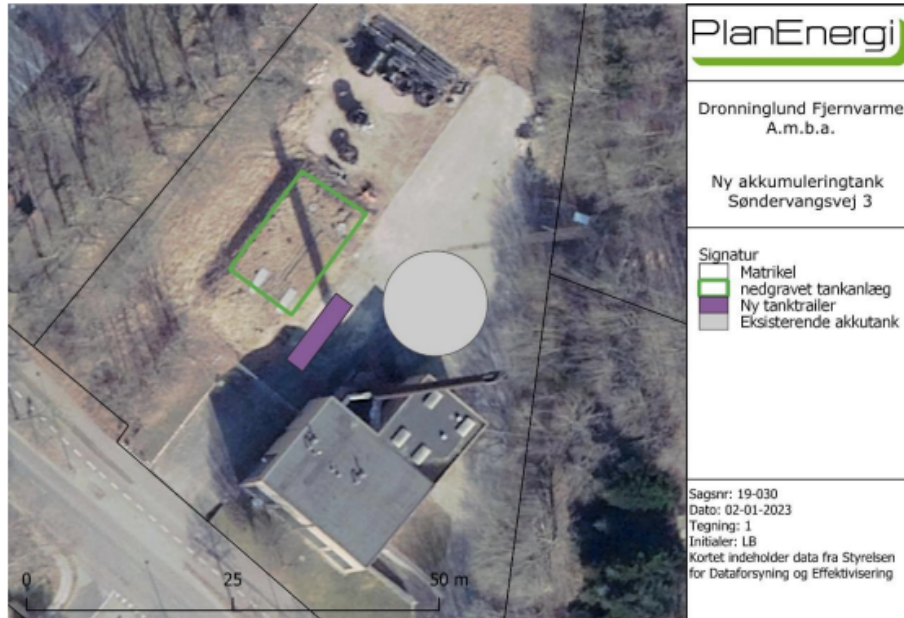 PlanEnergi
Dronninglund Fjernvarme
A.m.b.a.
Ny akkumuleringtank
Søndervangsvej 3
Signatur
Matrikel
nedgravet tankanlæg
Ny tanktrailer
Eksisterende akkutank
Sagsnr: 19-030
Dato: 02-01-2023
Tegning: 1
Initialer: LB
Kortet indeholder data fra Styrelsen
for Dataforsyning og Effektivisering
0 25 50 m